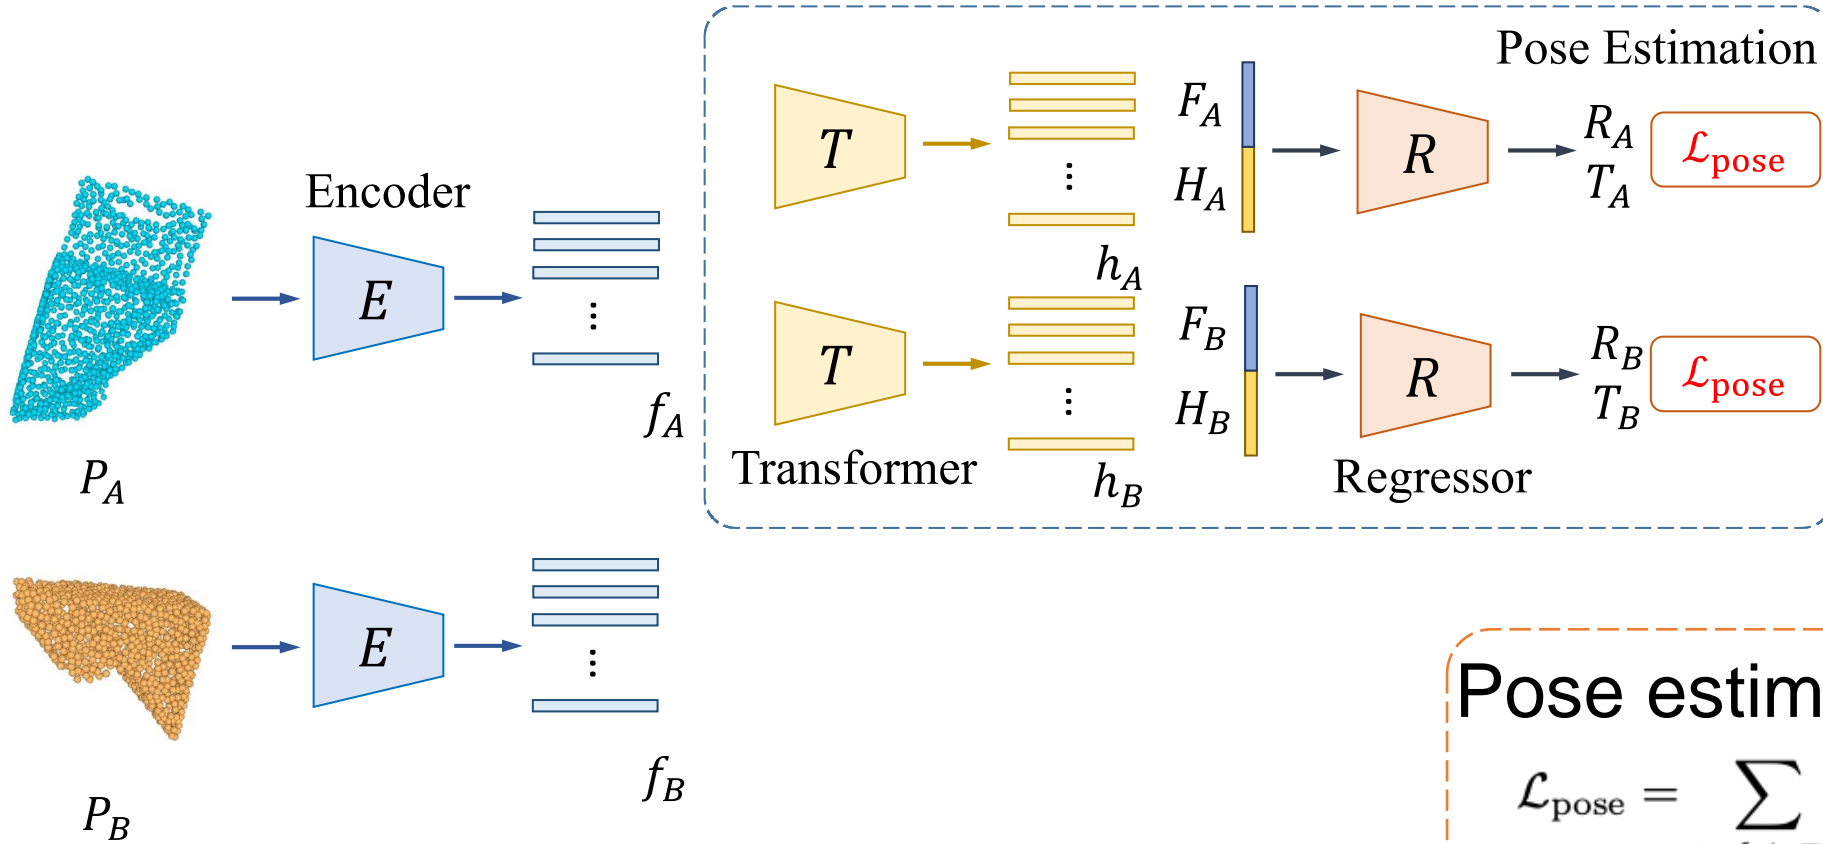 Pose Estimation
T
h_A
F_A
H_A
R
R_A
T_A
ℒ_pose
Encoder
E
f_A
P_A
T
Transformer
h_B
F_B
H_B
R
Regressor
R_B
T_B
ℒ_pose
E
f_B
P_B
Pose estim
ℒ_pose = ∑